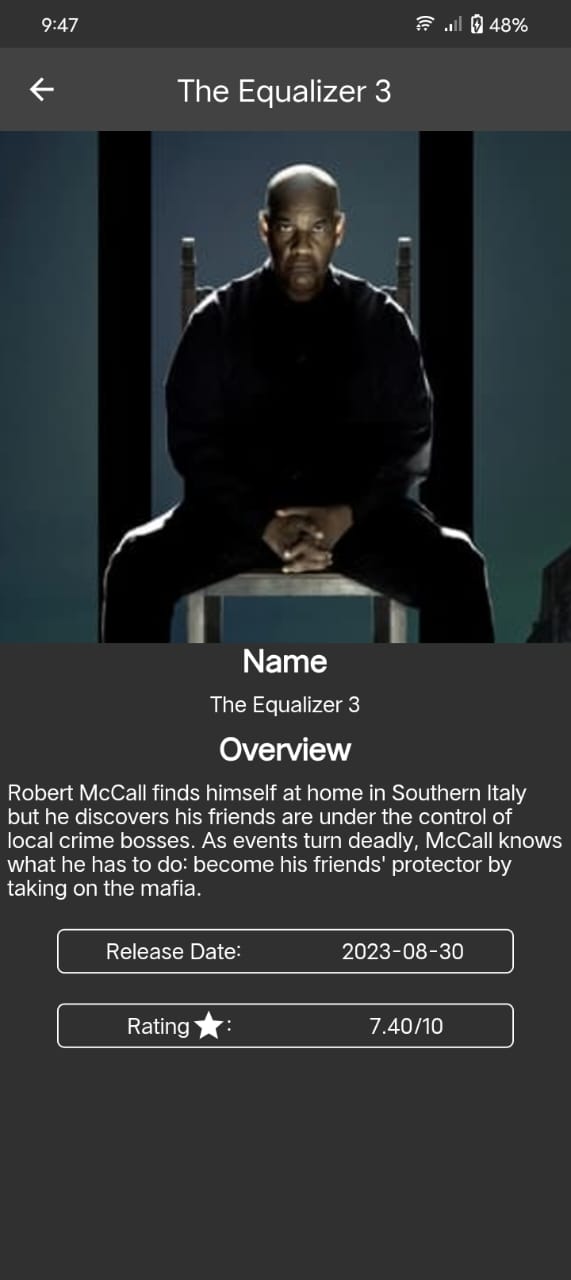 9:47 48%
The Equalizer 3
Name
The Equalizer 3
Overview
Robert McCall finds himself at home in Southern Italy
but he discovers his friends are under the control of
local crime bosses. As events turn deadly, McCall knows
what he has to do: become his friends' protector by
taking on the mafia.
Release Date: 2023-08-30
Rating★: 7.40/10